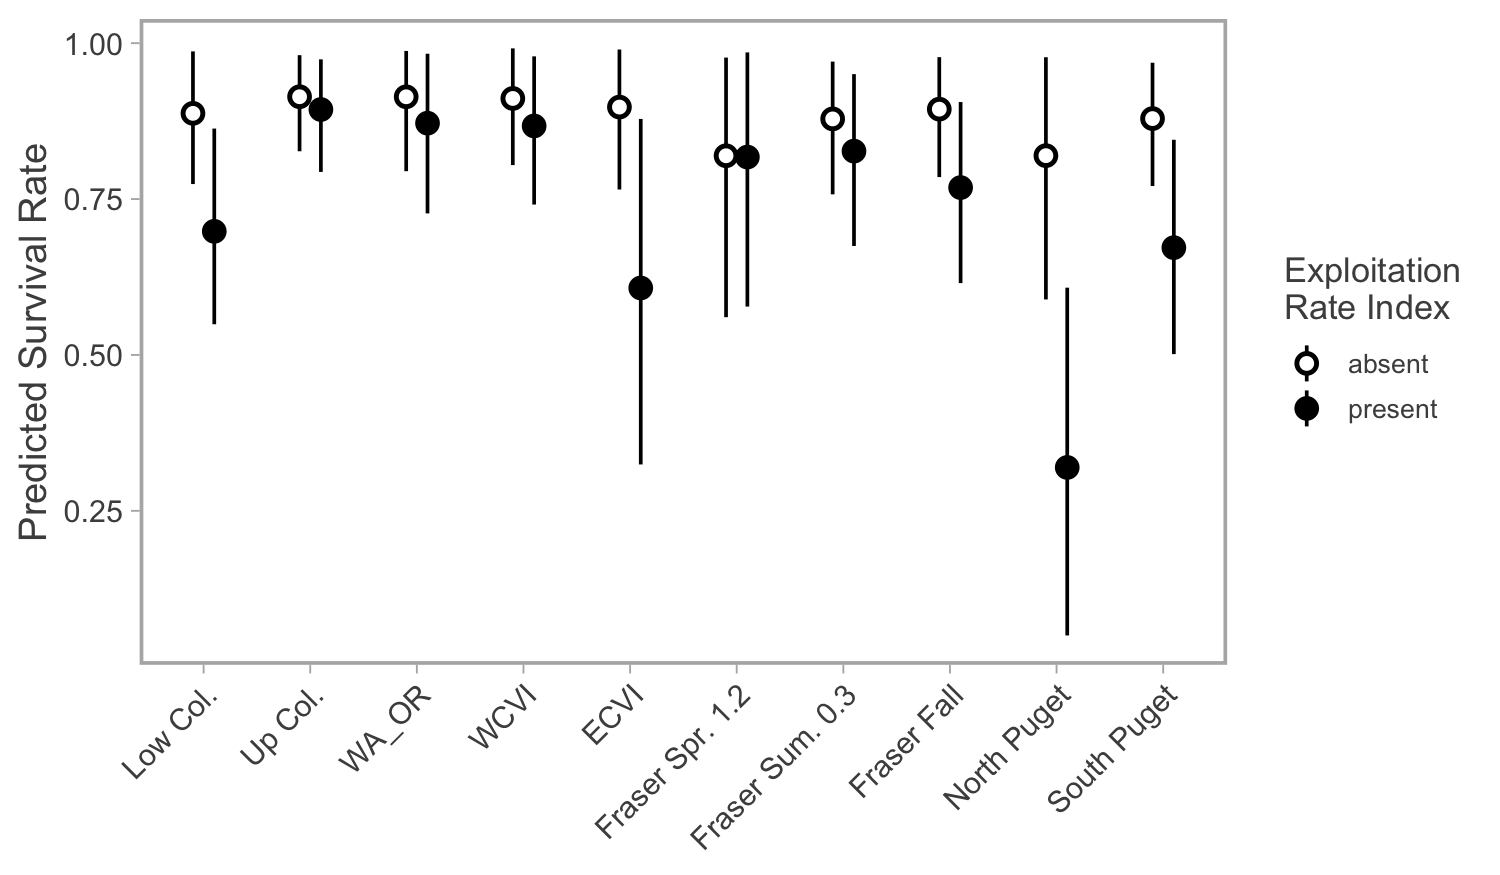 Predicted Survival Rate
1.00
0.75
0.50
0.25
Low Col.
Up Col.
WA_OR
WCVI
ECVI
Fraser Spr. 1.2
Fraser Sum. 0.3
Fraser Fall
North Puget
South Puget
Exploitation
Rate Index
absent
present